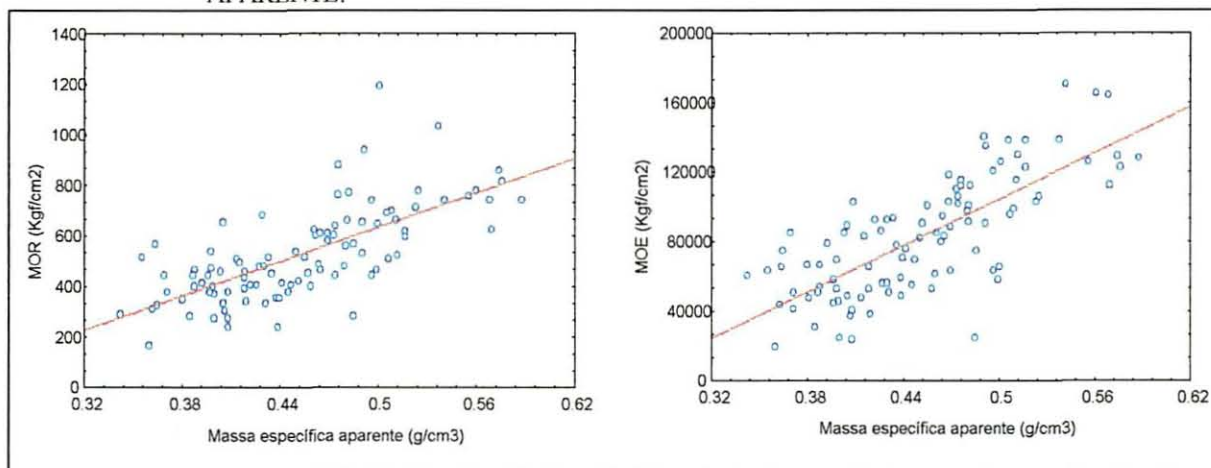 APARENTE.
1400
1200
1000
800
600
400
200
0
MOR (Kgf/cm2)
0.32 0.38 0.44 0.5 0.56 0.62
Massa específica aparente (g/cm3)
200000
160000
120000
80000
40000
0
MOE (Kgf/cm2)
0.32 0.38 0.44 0.5 0.56 0.62
Massa específica aparente (g/cm3)